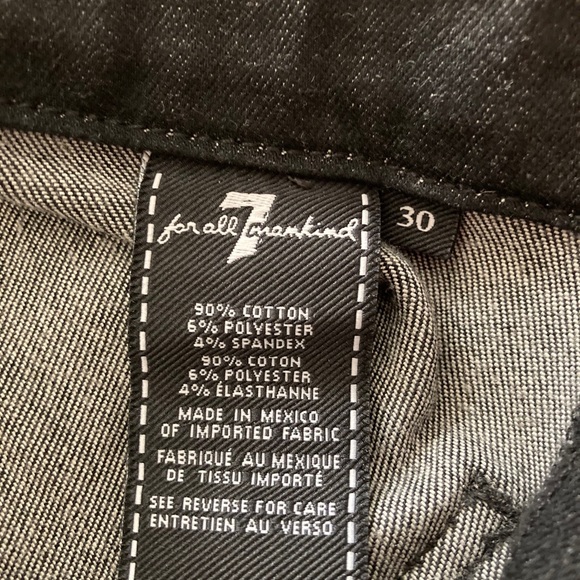 7
for all mankind
30
90% COTTON
6% POLYESTER
4% SPANDEX
90% COTON
6% POLYESTER
4% ÉLASTHANNE
MADE IN MEXICO
OF IMPORTED FABRIC
FABRIQUÉ AU MEXIQUE
DE TISSU IMPORTÉ
SEE REVERSE FOR CARE
ENTRETIEN AU VERSO